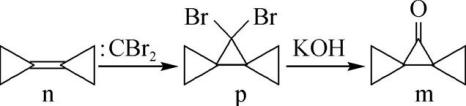 Br Br O
:CBr₂ KOH
n p m